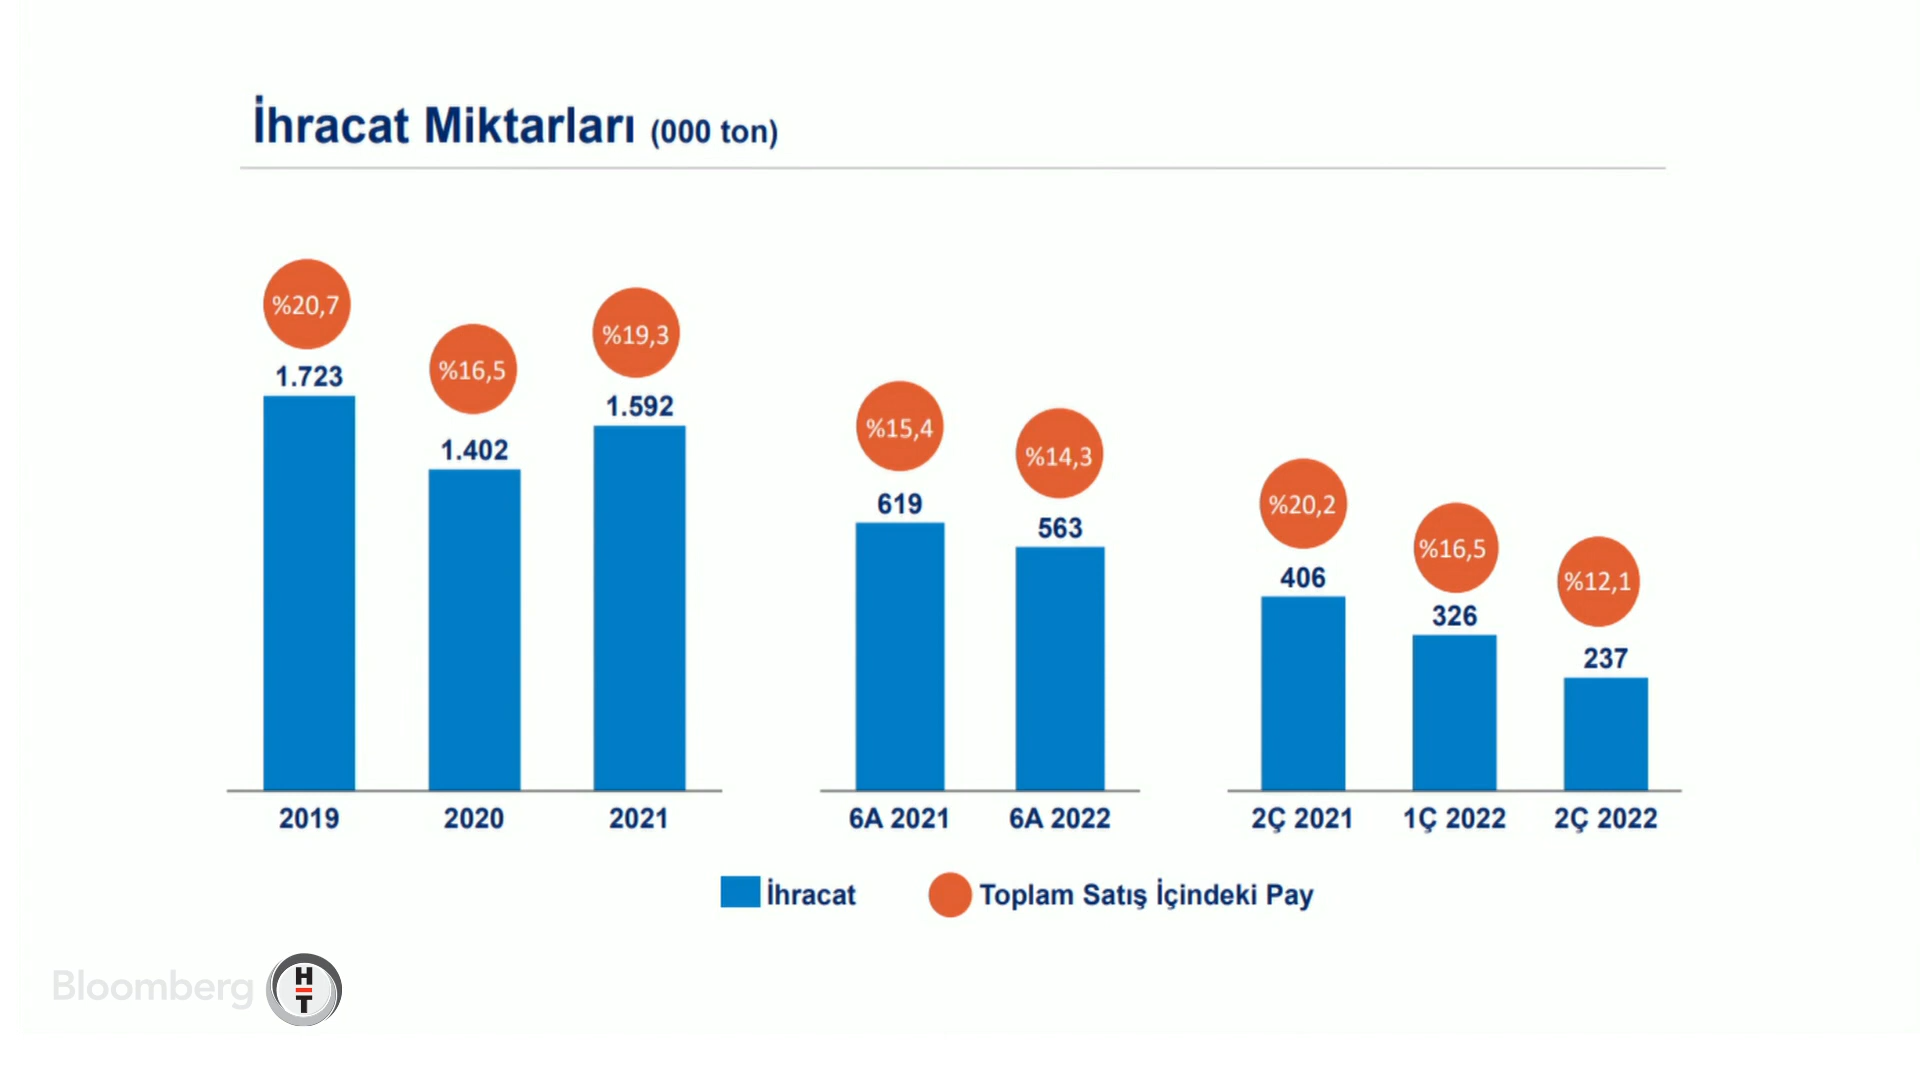 İhracat Miktarları (000 ton)
%20,7
%16,5
%19,3
1.723
1.402
1.592
2019
2020
2021
%15,4
%14,3
619
563
6A 2021
6A 2022
%20,2
%16,5
%12,1
406
326
237
2Ç 2021
1Ç 2022
2Ç 2022
İhracat
Toplam Satış İçindeki Pay
Bloomberg HT